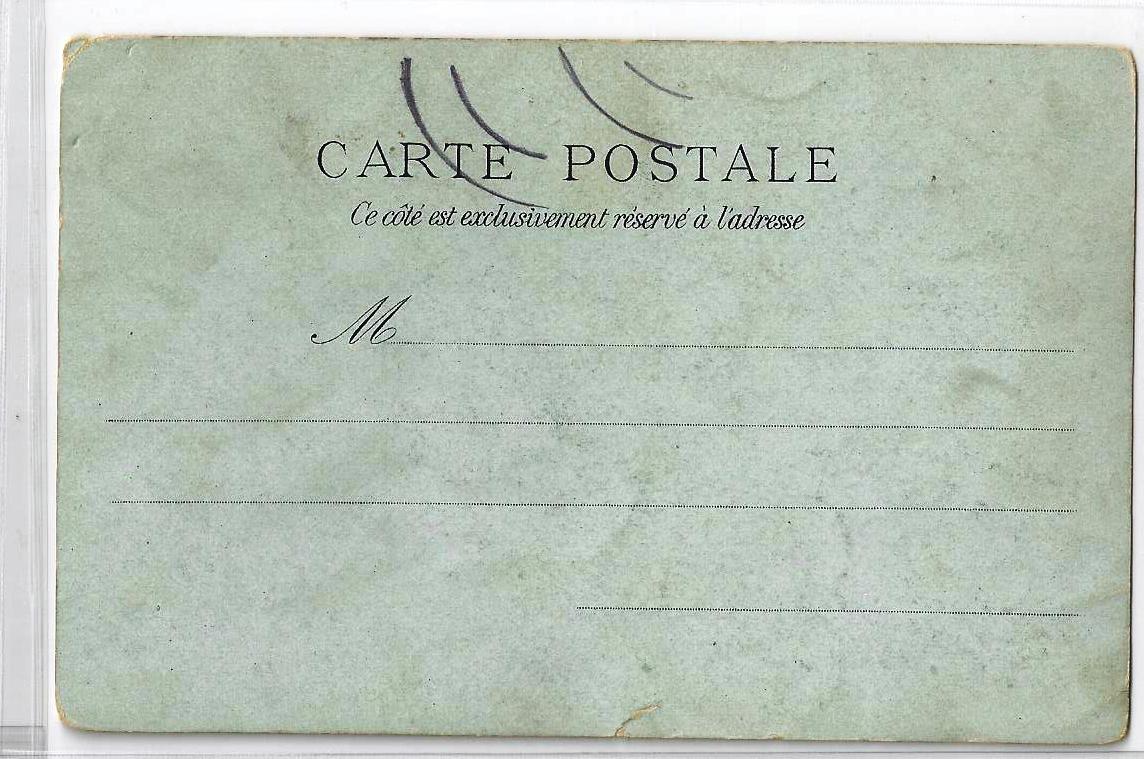 CARTE POSTALE
Ce côté est exclusivement réservé à l'adresse
M